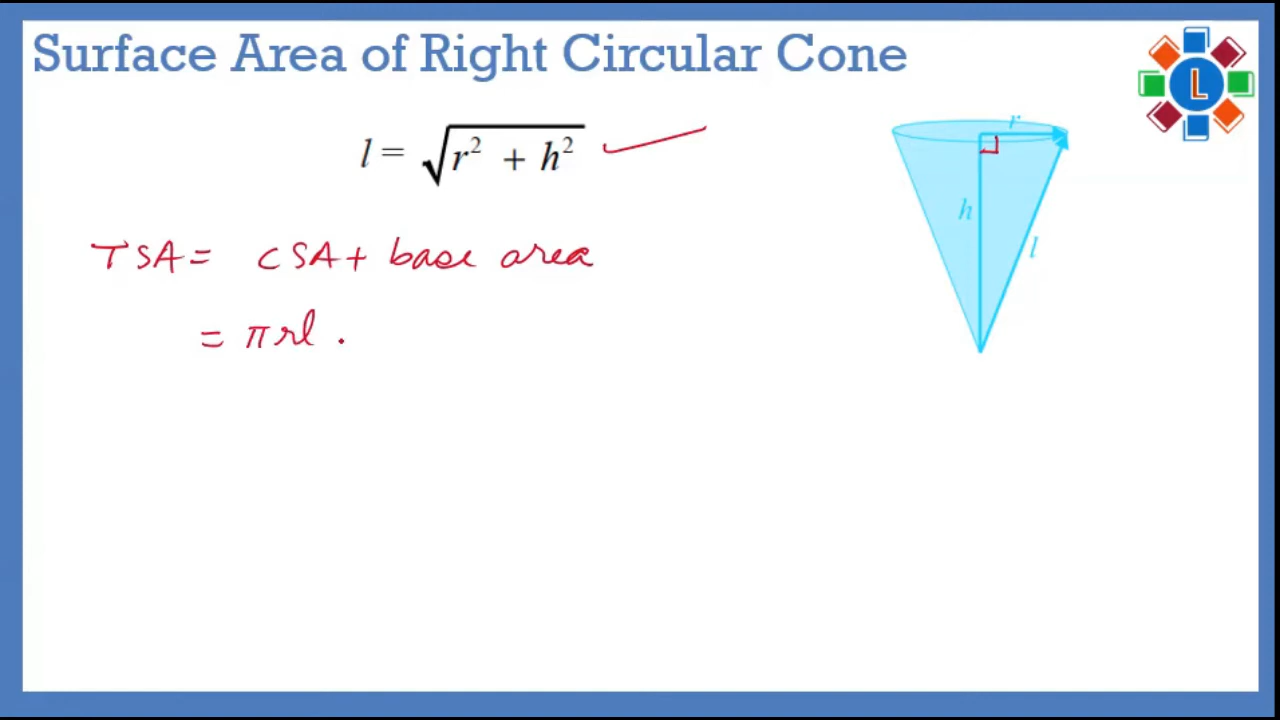 Surface Area of Right Circular Cone
L
l = √r² + h²
r
h
l
TSA = CSA + base area
= πrl .